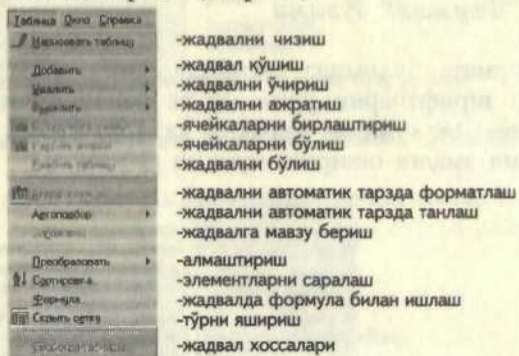 Таблица Окно Справка
Нарисовать таблицу -жадвални чизиш
Добавить -жадвал қўшиш
Удалить -жадвални ўчириш
Выделить -жадвални ажратиш
-ячейкаларни бирлаштириш
-ячейкаларни бўлиш
-жадвални бўлиш
-жадвални автоматик тарзда форматлаш
Автоподбор -жадвални автоматик тарзда танлаш
-жадвалга мавзу бериш
Преобразовать -алмаштириш
Сортировка -элементларни саралаш
Формула -жадвалда формула билан ишлаш
Скрыть сетку -тўрни яшириш
-жадвал хоссалари